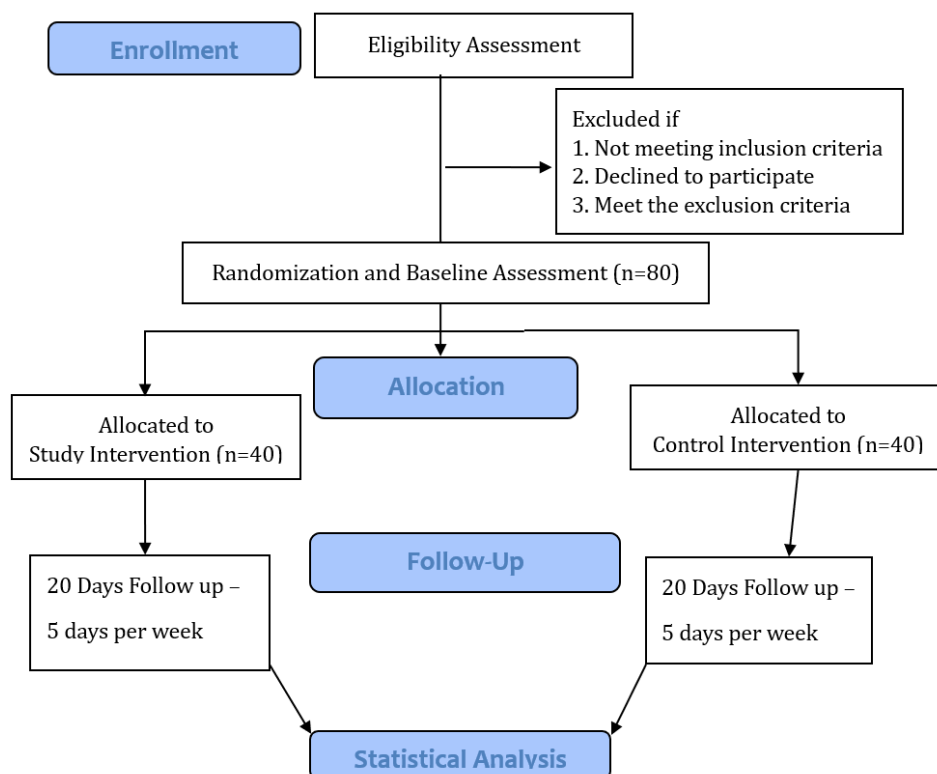 Enrollment
Eligibility Assessment
Excluded if
1. Not meeting inclusion criteria
2. Declined to participate
3. Meet the exclusion criteria
Randomization and Baseline Assessment (n=80)
Allocation
Allocated to
Study Intervention (n=40)
Allocated to
Control Intervention (n=40)
Follow-Up
20 Days Follow up –
5 days per week
20 Days Follow up –
5 days per week
Statistical Analysis